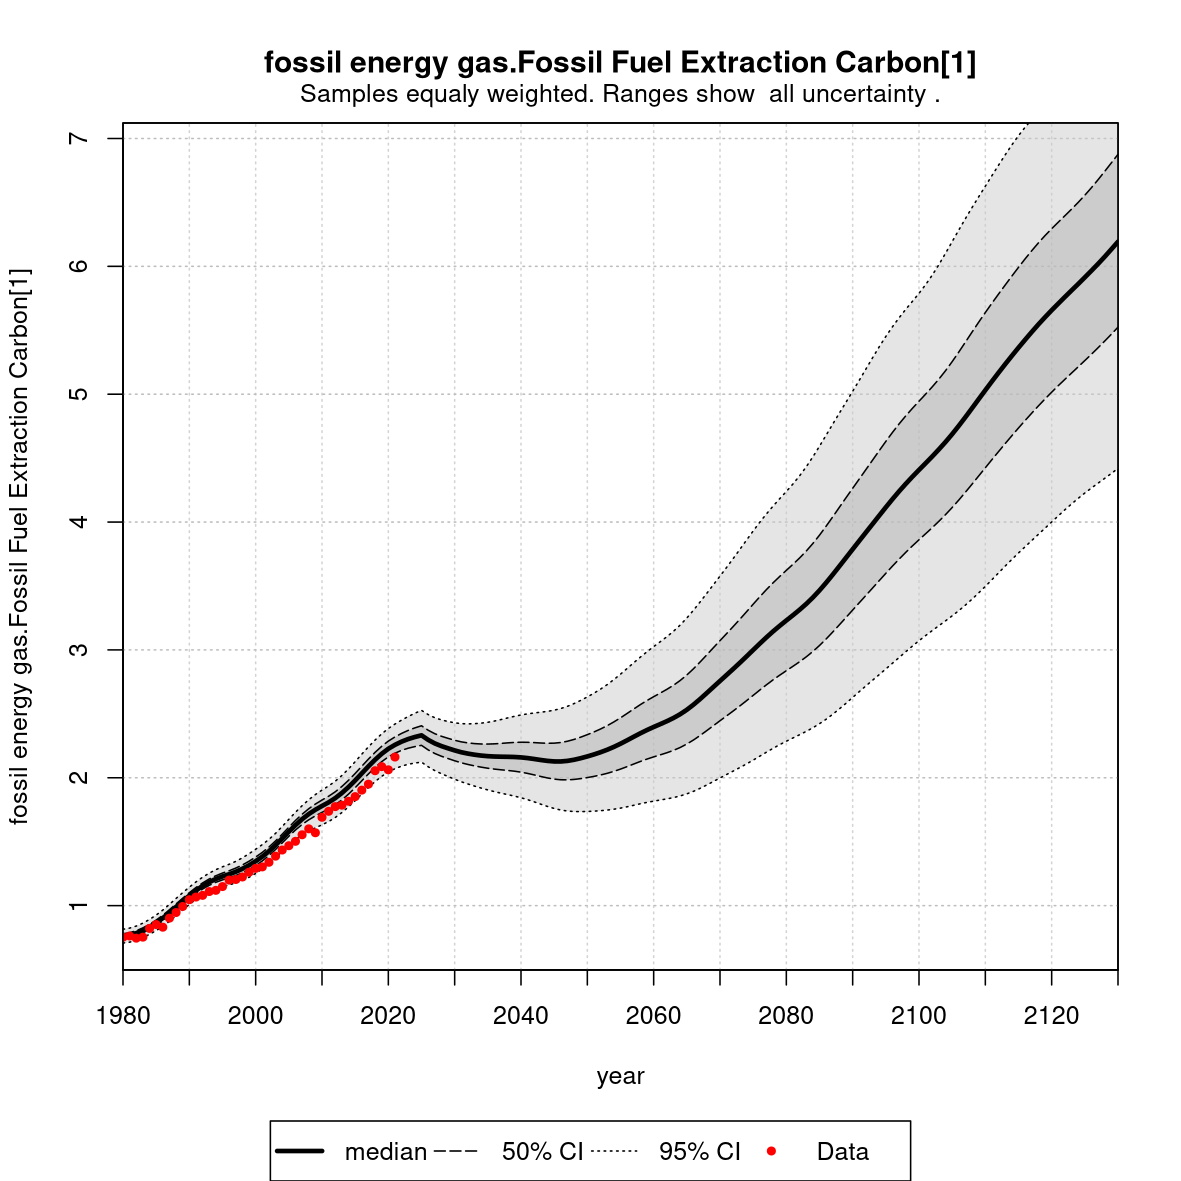 fossil energy gas.Fossil Fuel Extraction Carbon[1]
Samples equaly weighted. Ranges show  all uncertainty .
fossil energy gas.Fossil Fuel Extraction Carbon[1]
7
6
5
4
3
2
1
1980 2000 2020 2040 2060 2080 2100 2120
year
median 50% CI 95% CI Data